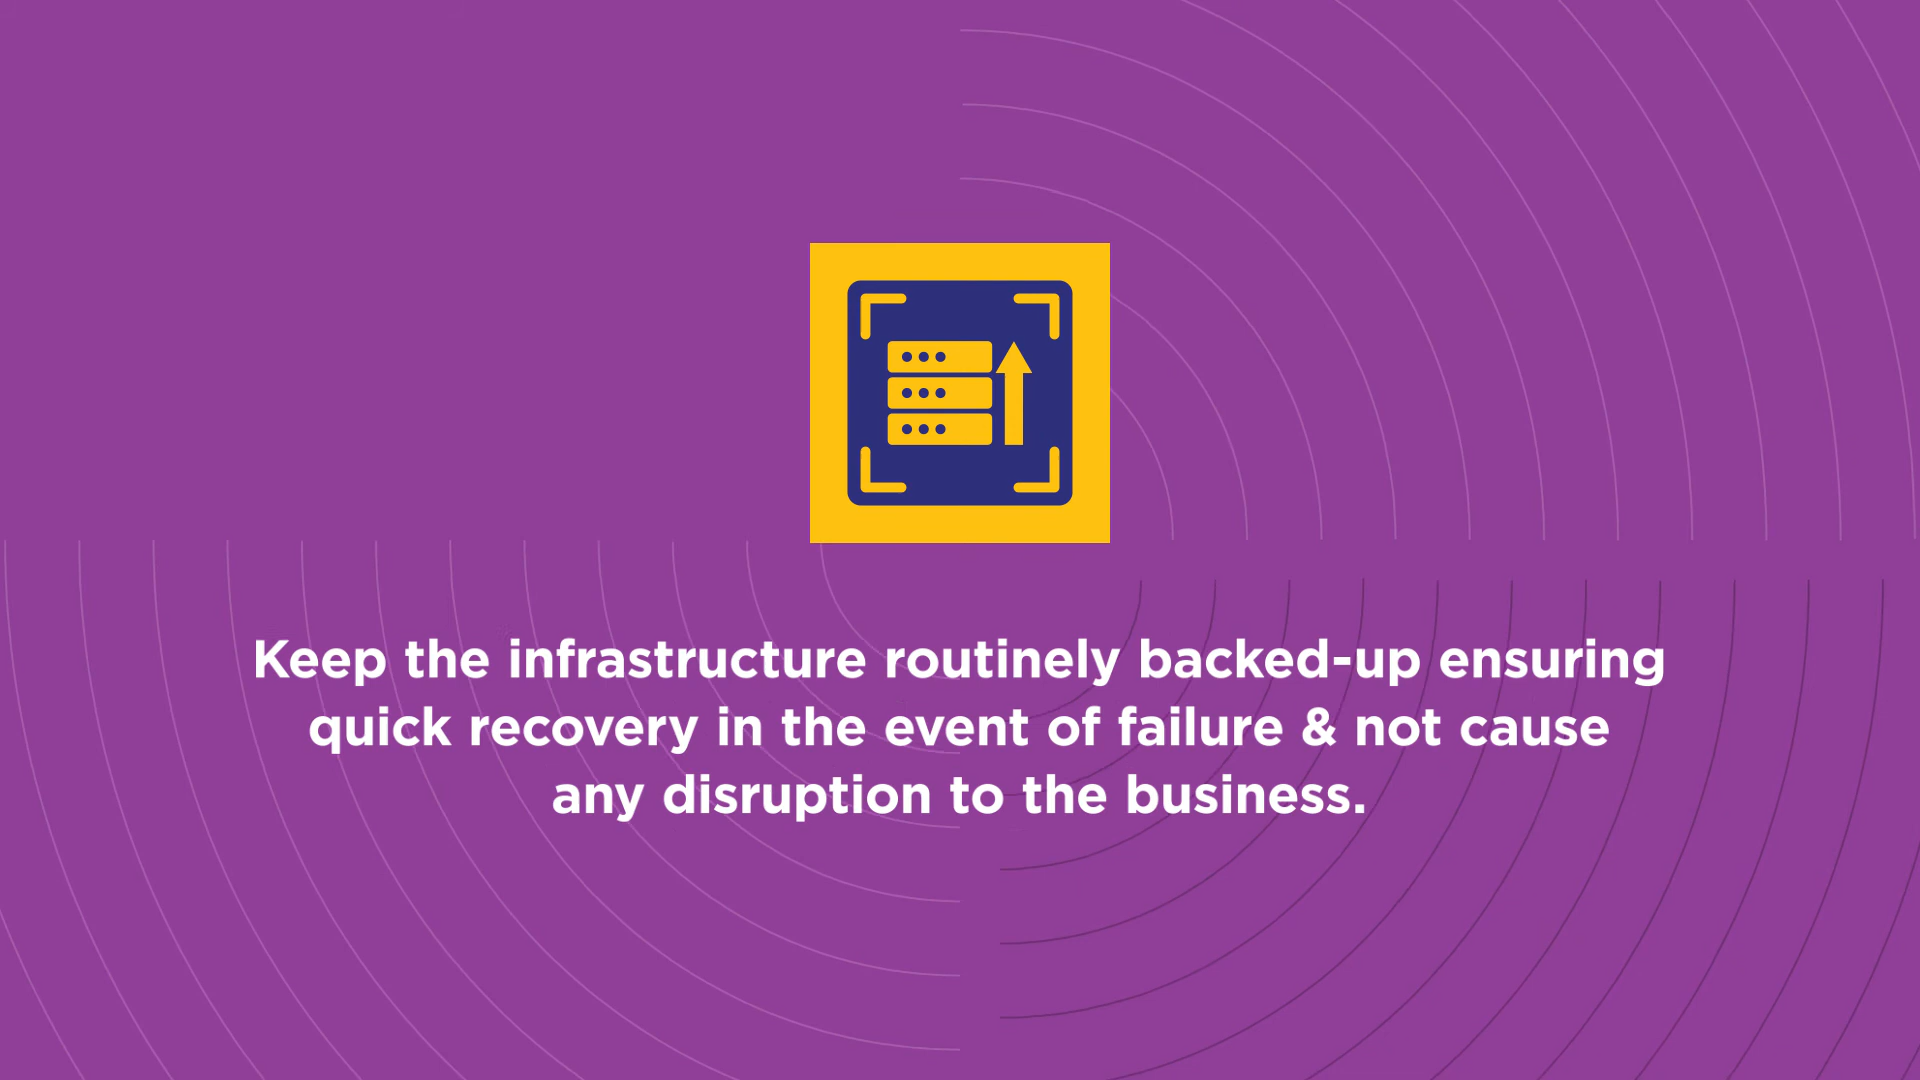 Keep the infrastructure routinely backed-up ensuring
quick recovery in the event of failure & not cause
any disruption to the business.